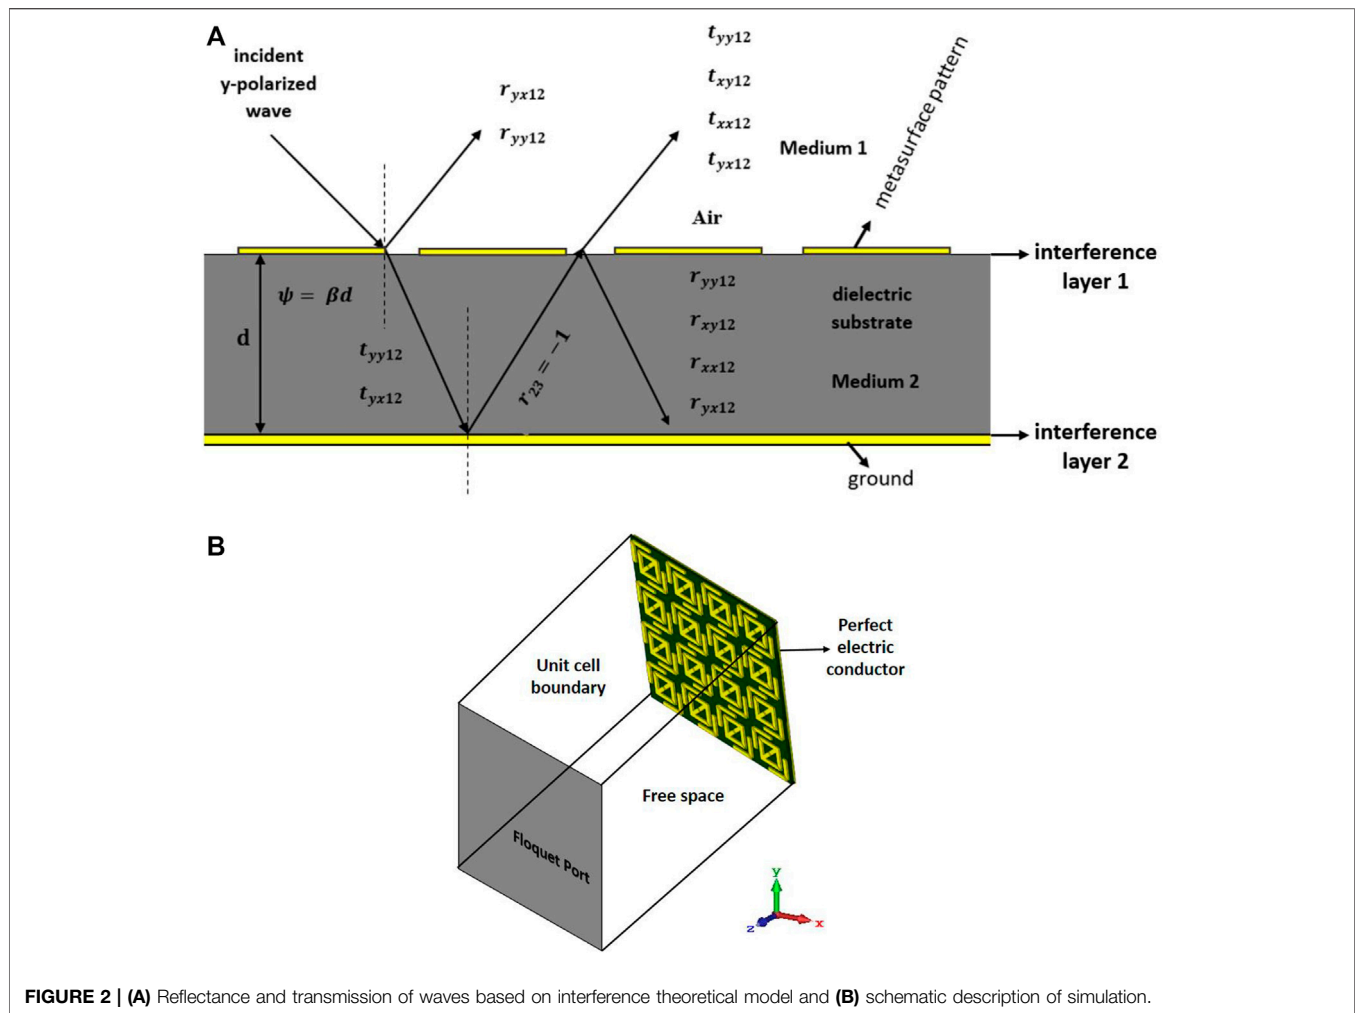 A
incident
y-polarized
wave
r_yx12
r_yy12
t_yy12
t_xy12
t_xx12
t_yx12
Medium 1
metasurface pattern
Air
interference
layer 1
ψ = βd
d
t_yy12
t_yx12
r_23 = −1
r_yy12
r_xy12
r_xx12
r_yx12
dielectric
substrate
Medium 2
interference
layer 2
ground
B
Unit cell
boundary
Perfect
electric
conductor
Free space
Floquet Port
y
x
z
FIGURE 2 | (A) Reflectance and transmission of waves based on interference theoretical model and (B) schematic description of simulation.